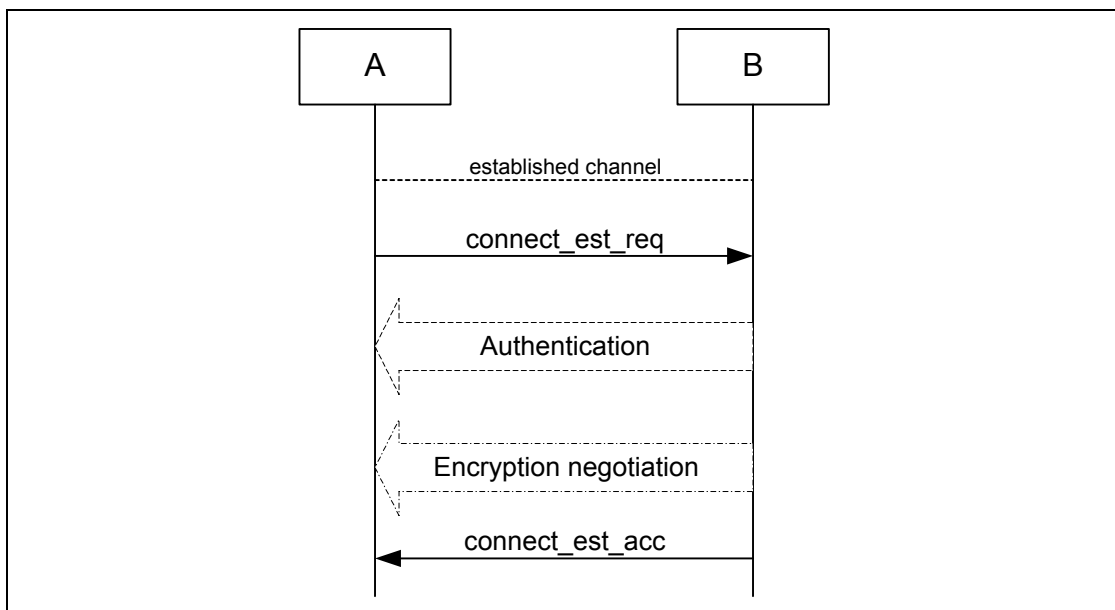 A
B
established channel
connect_est_req
Authentication
Encryption negotiation
connect_est_acc